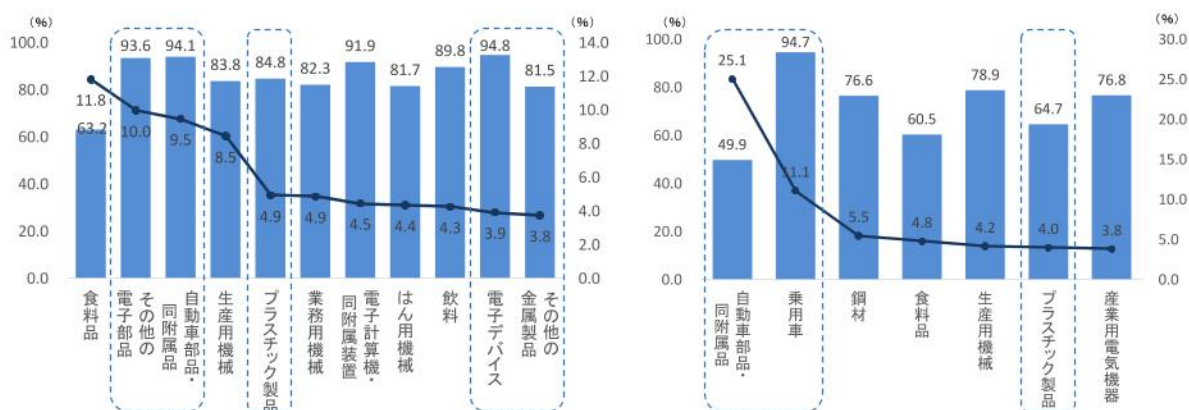 (%)
(%)
100.0
80.0
60.0
40.0
20.0
0.0
14.0
12.0
10.0
8.0
6.0
4.0
2.0
0.0
93.6
94.1
83.8
84.8
82.3
91.9
81.7
89.8
94.8
81.5
63.2
11.8
10.0
9.5
8.5
4.9
4.9
4.5
4.4
4.3
3.9
3.8
食料品
その他の
電子部品
自動車部品・
同附属品
生産用機械
プラスチック製品
業務用機械
電子計算機・
同附属装置
はん用機械
飲料
電子デバイス
その他の
金属製品
(%)
(%)
100.0
80.0
60.0
40.0
20.0
0.0
30.0
25.0
20.0
15.0
10.0
5.0
0.0
25.1
94.7
76.6
60.5
78.9
64.7
76.8
49.9
11.1
5.5
4.8
4.2
4.0
3.8
自動車部品・
同附属品
乗用車
鋼材
食料品
生産用機械
プラスチック製品
産業用電気機器